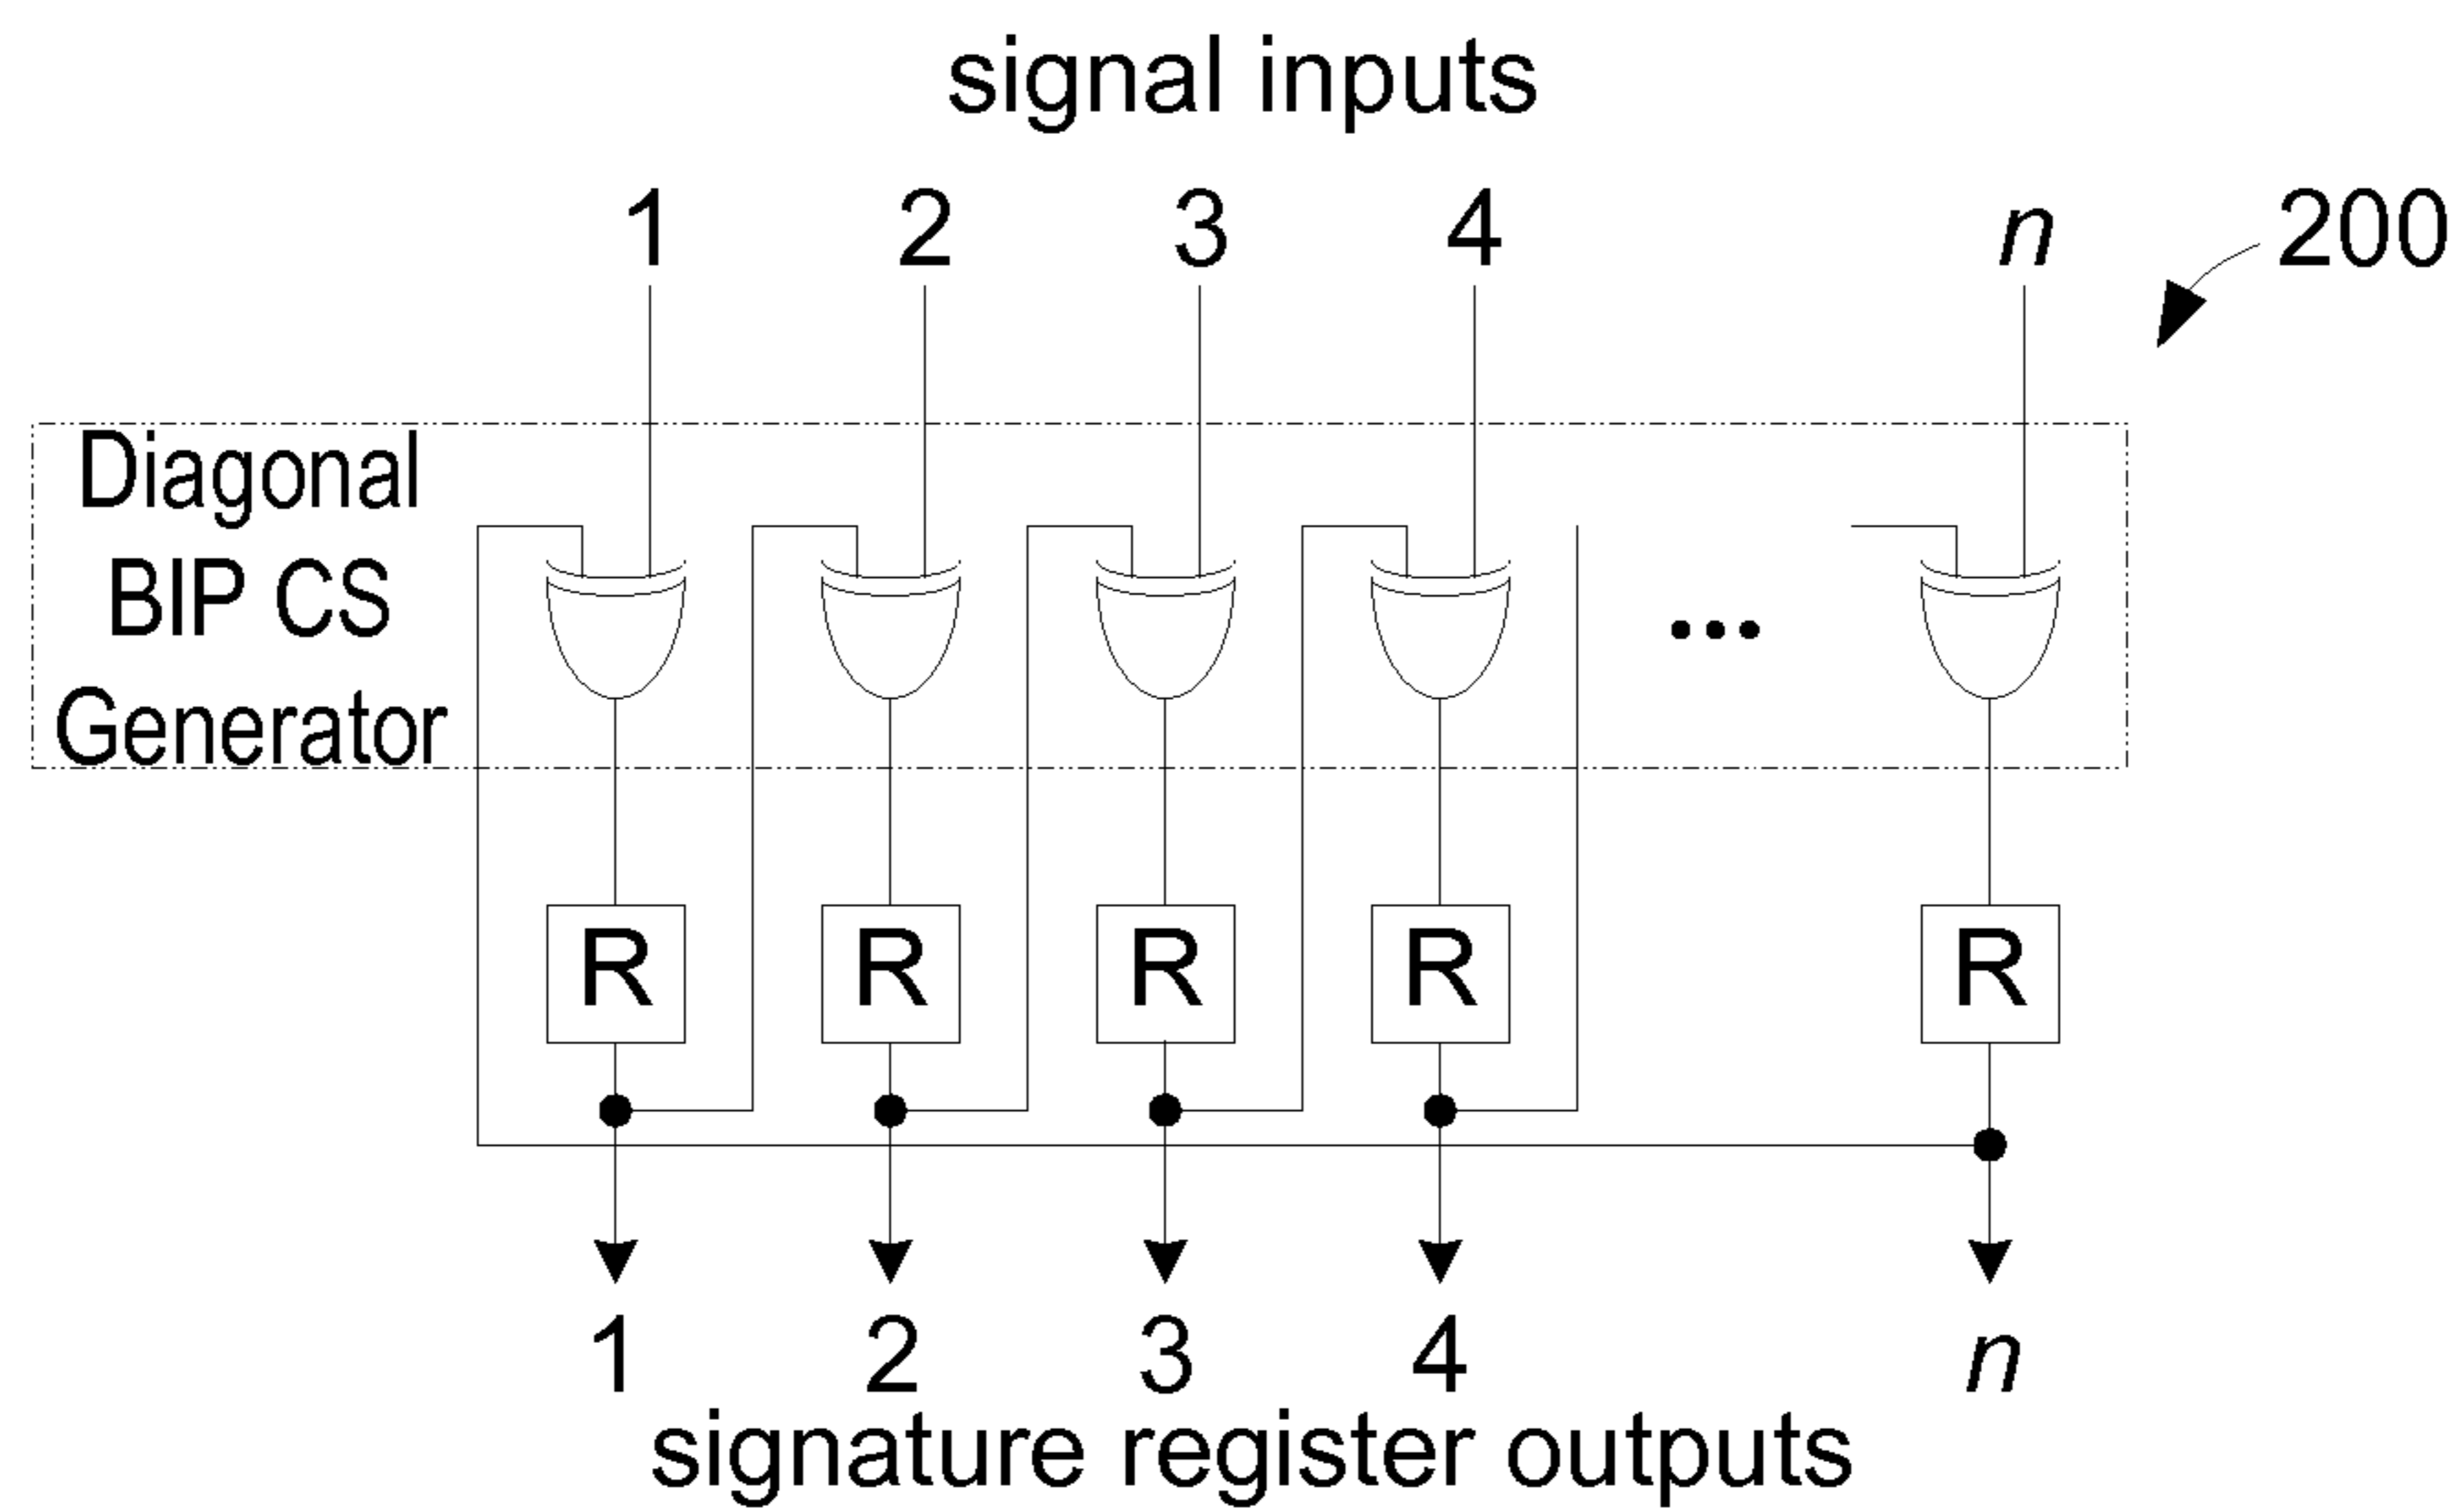 signal inputs
1 2 3 4 n 200
Diagonal
BIP CS
•••
Generator
R R R R R
1 2 3 4 n
signature register outputs